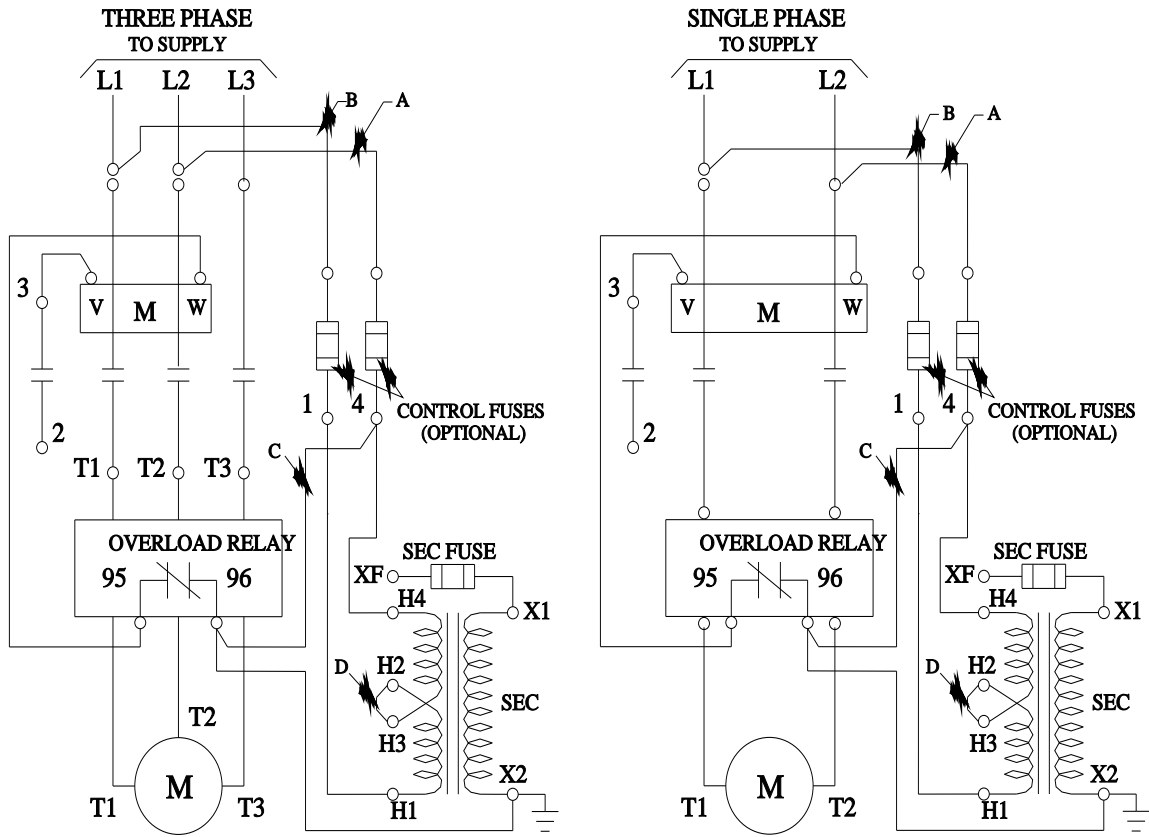 THREE PHASE
TO SUPPLY
L1 L2 L3
B
A
3
V M W
1 4
CONTROL FUSES
(OPTIONAL)
2
C
T1 T2 T3
OVERLOAD RELAY
95 96
SEC FUSE
XF
H4 X1
D H2
SEC
H3
T2
X2
M
T1 T3
H1
SINGLE PHASE
TO SUPPLY
L1 L2
B
A
3
V M W
1 4
CONTROL FUSES
(OPTIONAL)
2
C
OVERLOAD RELAY
95 96
SEC FUSE
XF
H4 X1
D H2
SEC
H3
X2
M
T1 T2
H1